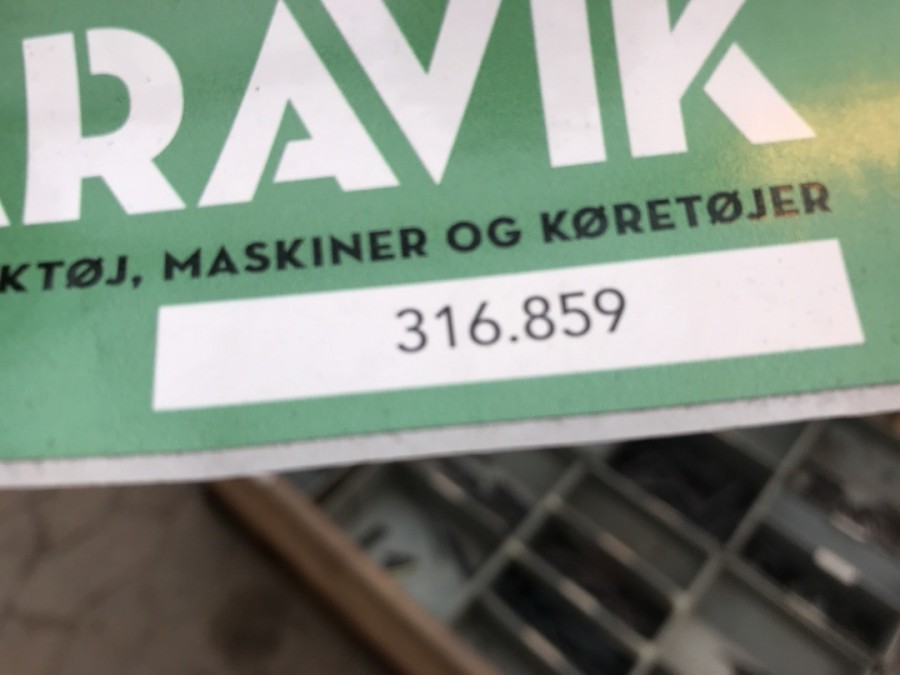 RAVIK
KTØJ, MASKINER OG KØRETØJER
316.859